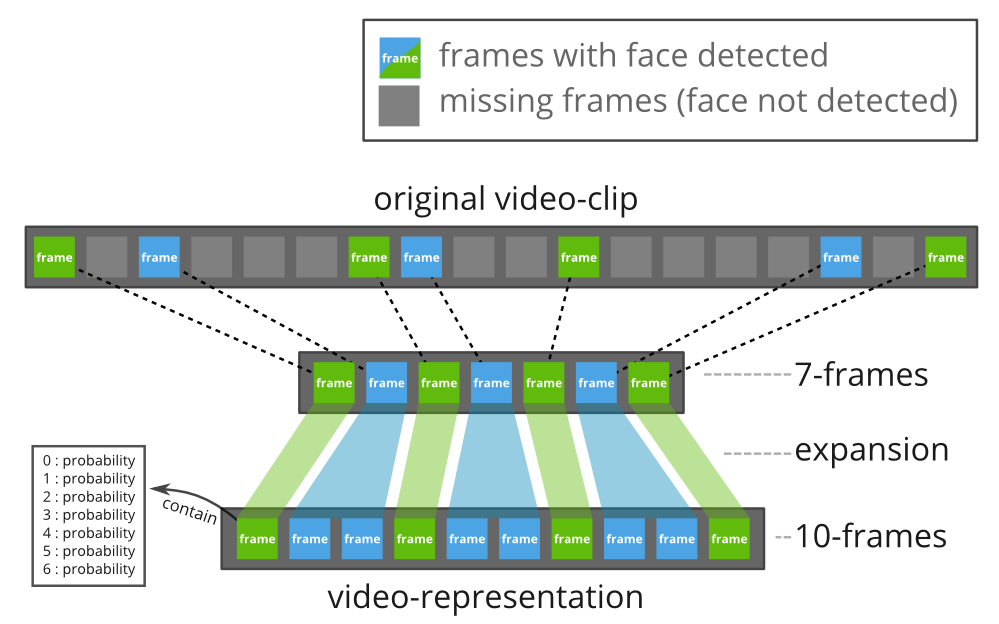 frame frames with face detected
missing frames (face not detected)
original video-clip
frame frame frame frame frame frame frame
frame frame frame frame frame frame frame
7-frames
expansion
0 : probability
1 : probability
2 : probability
3 : probability
4 : probability
5 : probability
6 : probability
contain
frame frame frame frame frame frame frame frame frame frame
10-frames
video-representation